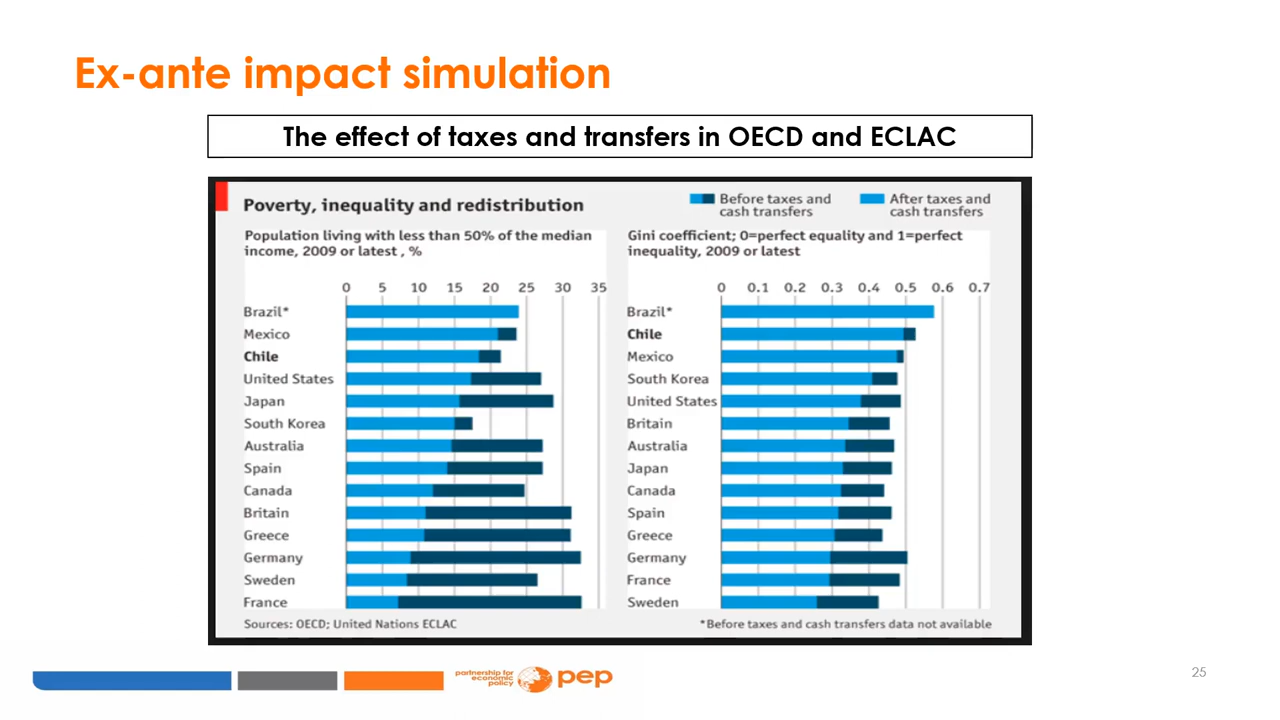 Ex-ante impact simulation
The effect of taxes and transfers in OECD and ECLAC
Poverty, inequality and redistribution
Before taxes and
cash transfers
After taxes and
cash transfers
Population living with less than 50% of the median
income, 2009 or latest , %
0 5 10 15 20 25 30 35
Brazil*
Mexico
Chile
United States
Japan
South Korea
Australia
Spain
Canada
Britain
Greece
Germany
Sweden
France
Sources: OECD; United Nations ECLAC
Gini coefficient; 0=perfect equality and 1=perfect
inequality, 2009 or latest
0 0.1 0.2 0.3 0.4 0.5 0.6 0.7
Brazil*
Chile
Mexico
South Korea
United States
Britain
Australia
Japan
Canada
Spain
Greece
Germany
France
Sweden
*Before taxes and cash transfers data not available
partnership for
economic
policy
pep
25